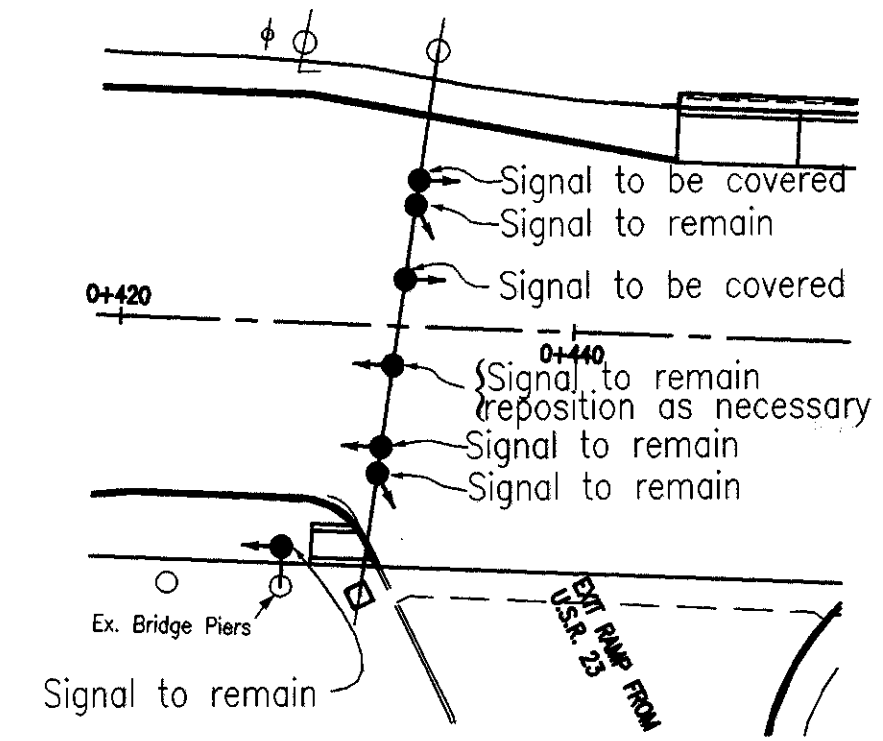 ϕ
Signal to be covered
Signal to remain
Signal to be covered
0+420
0+440
Signal to remain
reposition as necessary
Signal to remain
Signal to remain
Ex. Bridge Piers
EXIT RAMP FROM
U.S.R. 23
Signal to remain